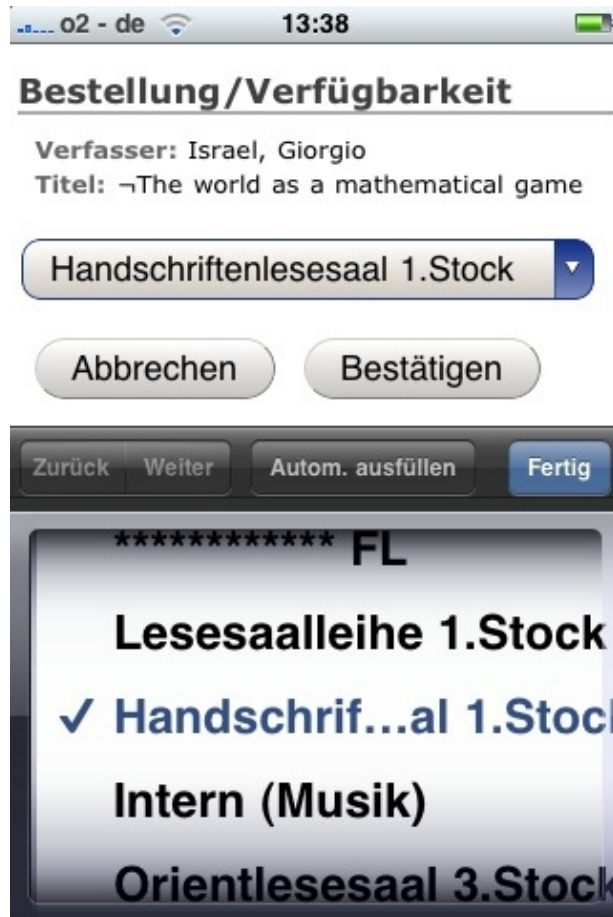 o2 - de 13:38
Bestellung/Verfügbarkeit
Verfasser: Israel, Giorgio
Titel: ¬The world as a mathematical game
Handschriftenlesesaal 1.Stock
Abbrechen Bestätigen
Zurück Weiter Autom. ausfüllen Fertig
************ FL
Lesesaalleihe 1.Stock
✓ Handschrif...al 1.Stock
Intern (Musik)
Orientlesesaal 3.Stock